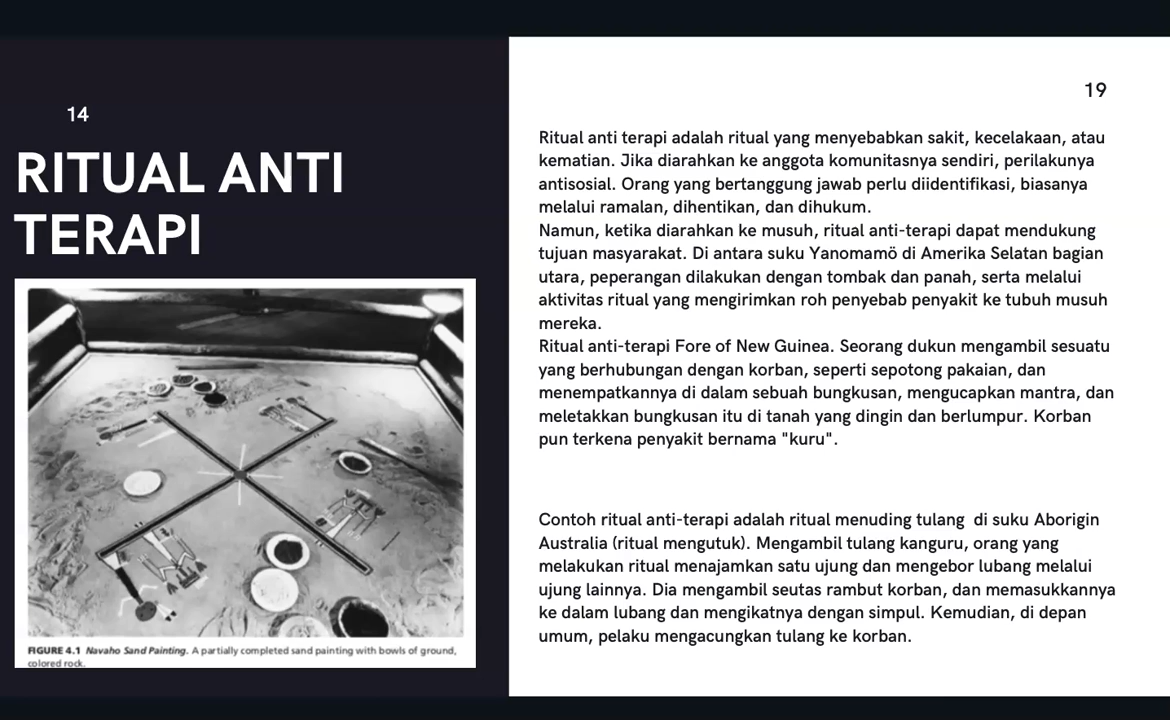 14
RITUAL ANTI
TERAPI
FIGURE 4.1 Navaho Sand Painting. A partially completed sand painting with bowls of ground,
colored rock.
19
Ritual anti terapi adalah ritual yang menyebabkan sakit, kecelakaan, atau
kematian. Jika diarahkan ke anggota komunitasnya sendiri, perilakunya
antisosial. Orang yang bertanggung jawab perlu diidentifikasi, biasanya
melalui ramalan, dihentikan, dan dihukum.
Namun, ketika diarahkan ke musuh, ritual anti-terapi dapat mendukung
tujuan masyarakat. Di antara suku Yanomamö di Amerika Selatan bagian
utara, peperangan dilakukan dengan tombak dan panah, serta melalui
aktivitas ritual yang mengirimkan roh penyebab penyakit ke tubuh musuh
mereka.
Ritual anti-terapi Fore of New Guinea. Seorang dukun mengambil sesuatu
yang berhubungan dengan korban, seperti sepotong pakaian, dan
menempatkannya di dalam sebuah bungkusan, mengucapkan mantra, dan
meletakkan bungkusan itu di tanah yang dingin dan berlumpur. Korban
pun terkena penyakit bernama "kuru".
Contoh ritual anti-terapi adalah ritual menuding tulang di suku Aborigin
Australia (ritual mengutuk). Mengambil tulang kanguru, orang yang
melakukan ritual menajamkan satu ujung dan mengebor lubang melalui
ujung lainnya. Dia mengambil seutas rambut korban, dan memasukkannya
ke dalam lubang dan mengikatnya dengan simpul. Kemudian, di depan
umum, pelaku mengacungkan tulang ke korban.